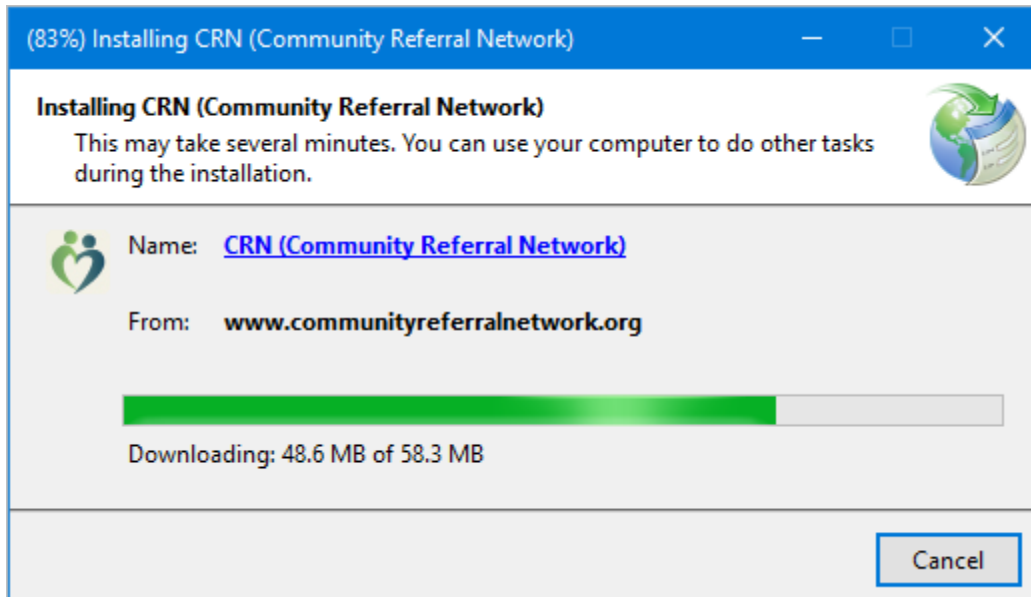 (83%) Installing CRN (Community Referral Network)
Installing CRN (Community Referral Network)
This may take several minutes. You can use your computer to do other tasks
during the installation.
Name: CRN (Community Referral Network)
From: www.communityreferralnetwork.org
Downloading: 48.6 MB of 58.3 MB
Cancel